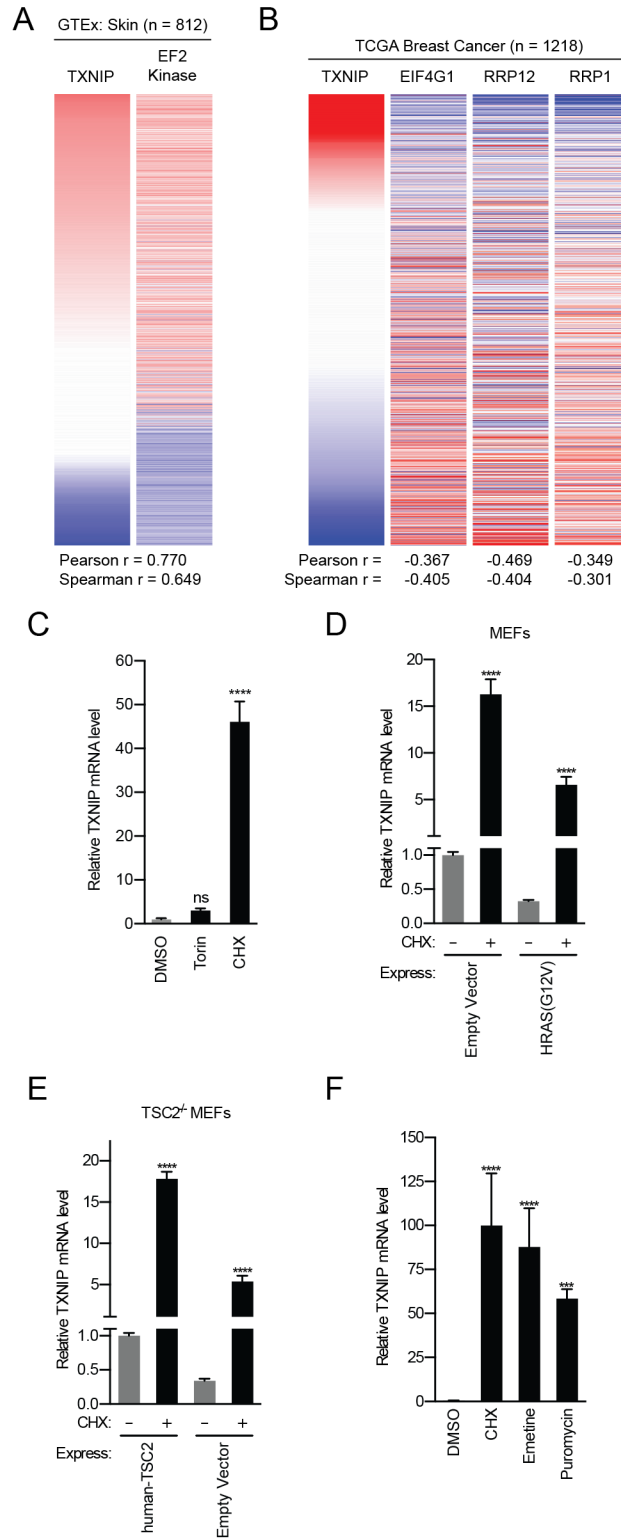 A
GTEx: Skin (n = 812)
TXNIP
EF2
Kinase
Pearson r = 0.770
Spearman r = 0.649
B
TCGA Breast Cancer (n = 1218)
TXNIP EIF4G1 RRP12 RRP1
Pearson r = -0.367 -0.469 -0.349
Spearman r = -0.405 -0.404 -0.301
C
Relative TXNIP mRNA level
60
50
40
30
20
10
0
ns
****
DMSO
Torin
CHX
D
MEFs
Relative TXNIP mRNA level
20
15
10
5
1.0
0.5
0.0
****
****
CHX: – + – +
Express:
Empty Vector
HRAS(G12V)
E
TSC2-/- MEFs
Relative TXNIP mRNA level
20
15
10
5
1.0
0.5
0.0
****
****
CHX: – + – +
Express:
human-TSC2
Empty Vector
F
Relative TXNIP mRNA level
150
125
100
75
50
25
0
****
****
***
DMSO
CHX
Emetine
Puromycin